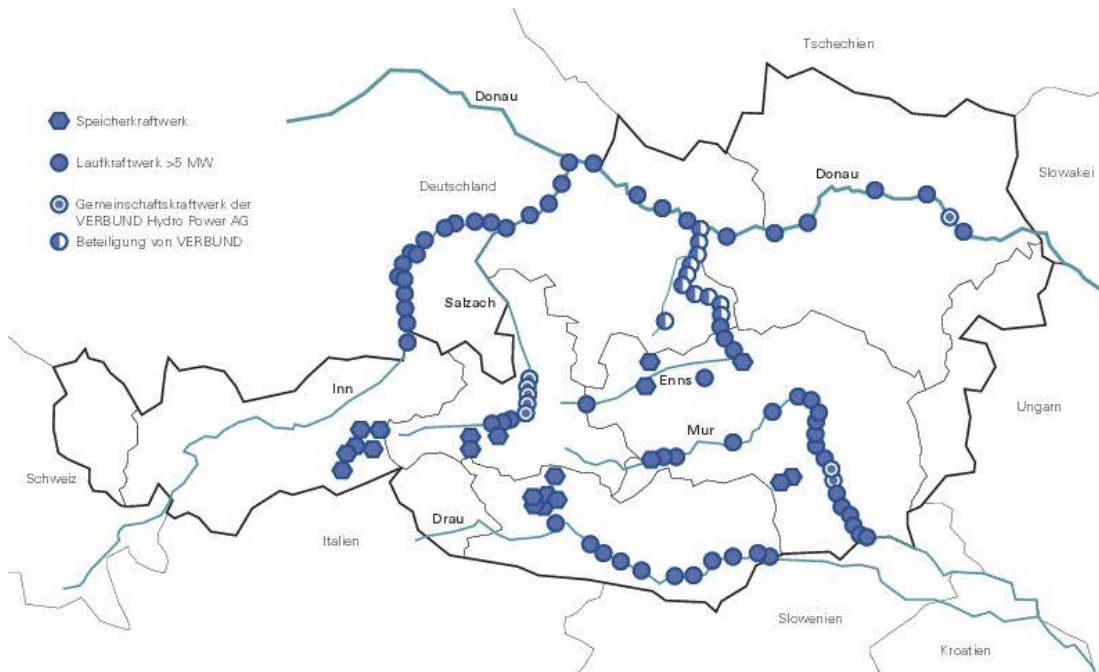 Tschechien
Donau
Speicherkraftwerk
Laufkraftwerk >5 MW
Deutschland
Donau
Slowakei
Gemeinschaftskraftwerk der
VERBUND Hydro Power AG
Beteiligung von VERBUND
Salzach
Inn
Enns
Ungarn
Mur
Schweiz
Drau
Italien
Slowenien
Kroatien